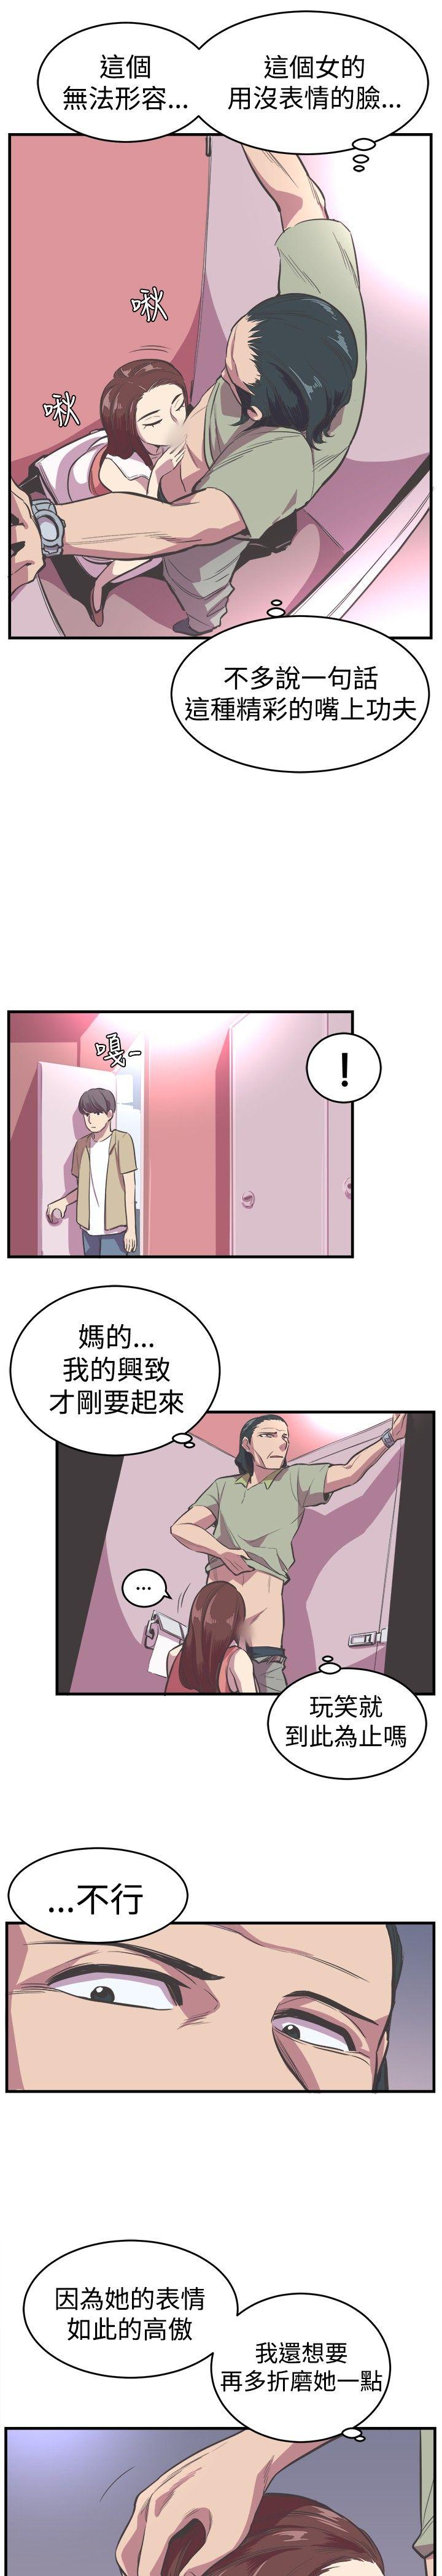 這個
無法形容...
這個女的
用沒表情的臉...
啾
啾
不多說一句話
這種精彩的嘴上功夫
嘎-
!
媽的...
我的興致
才剛要起來
...
玩笑就
到此為止嗎
...不行
因為她的表情
如此的高傲
我還想要
再多折磨她一點